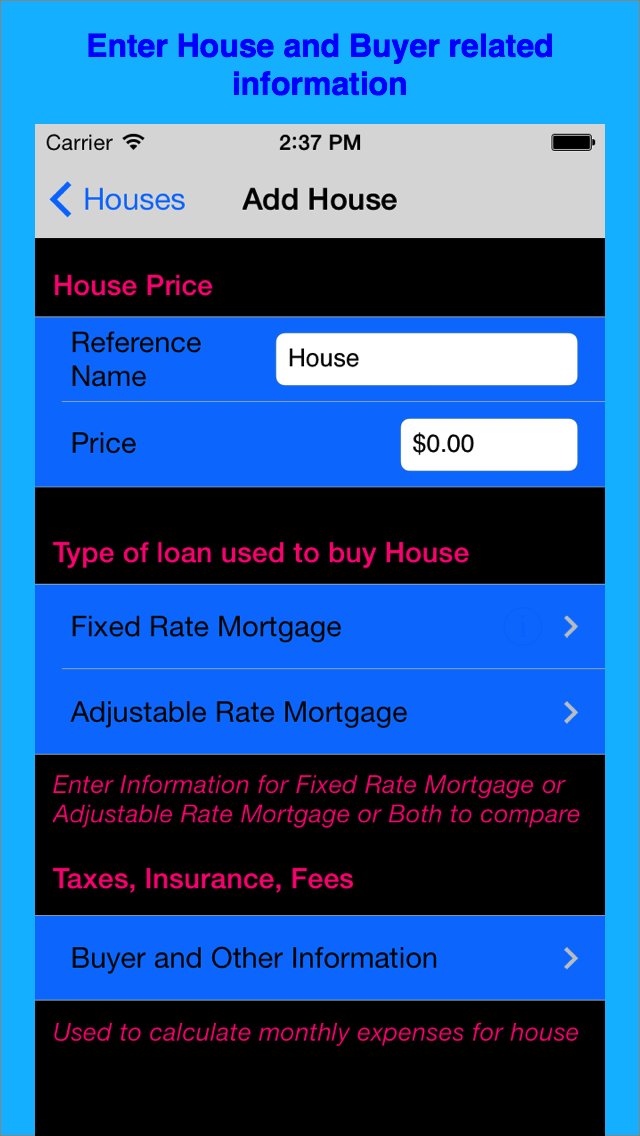 Enter House and Buyer related
information
Carrier 2:37 PM
Houses Add House
House Price
Reference
Name
House
Price $0.00
Type of loan used to buy House
Fixed Rate Mortgage
Adjustable Rate Mortgage
Enter Information for Fixed Rate Mortgage or
Adjustable Rate Mortgage or Both to compare
Taxes, Insurance, Fees
Buyer and Other Information
Used to calculate monthly expenses for house